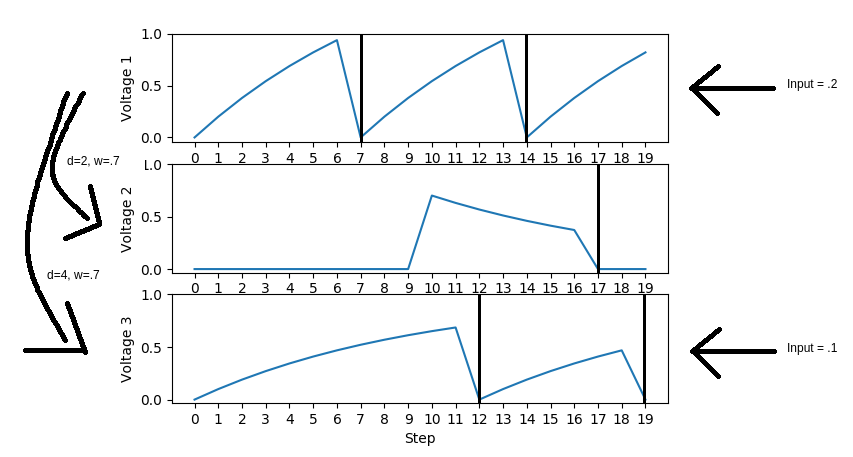 1.0
0.5
0.0
Voltage 1
Input = .2
0 1 2 3 4 5 6 7 8 9 10 11 12 13 14 15 16 17 18 19
d=2, w=.7
1.0
0.5
0.0
Voltage 2
0 1 2 3 4 5 6 7 8 9 10 11 12 13 14 15 16 17 18 19
d=4, w=.7
1.0
0.5
0.0
Voltage 3
Input = .1
0 1 2 3 4 5 6 7 8 9 10 11 12 13 14 15 16 17 18 19
Step